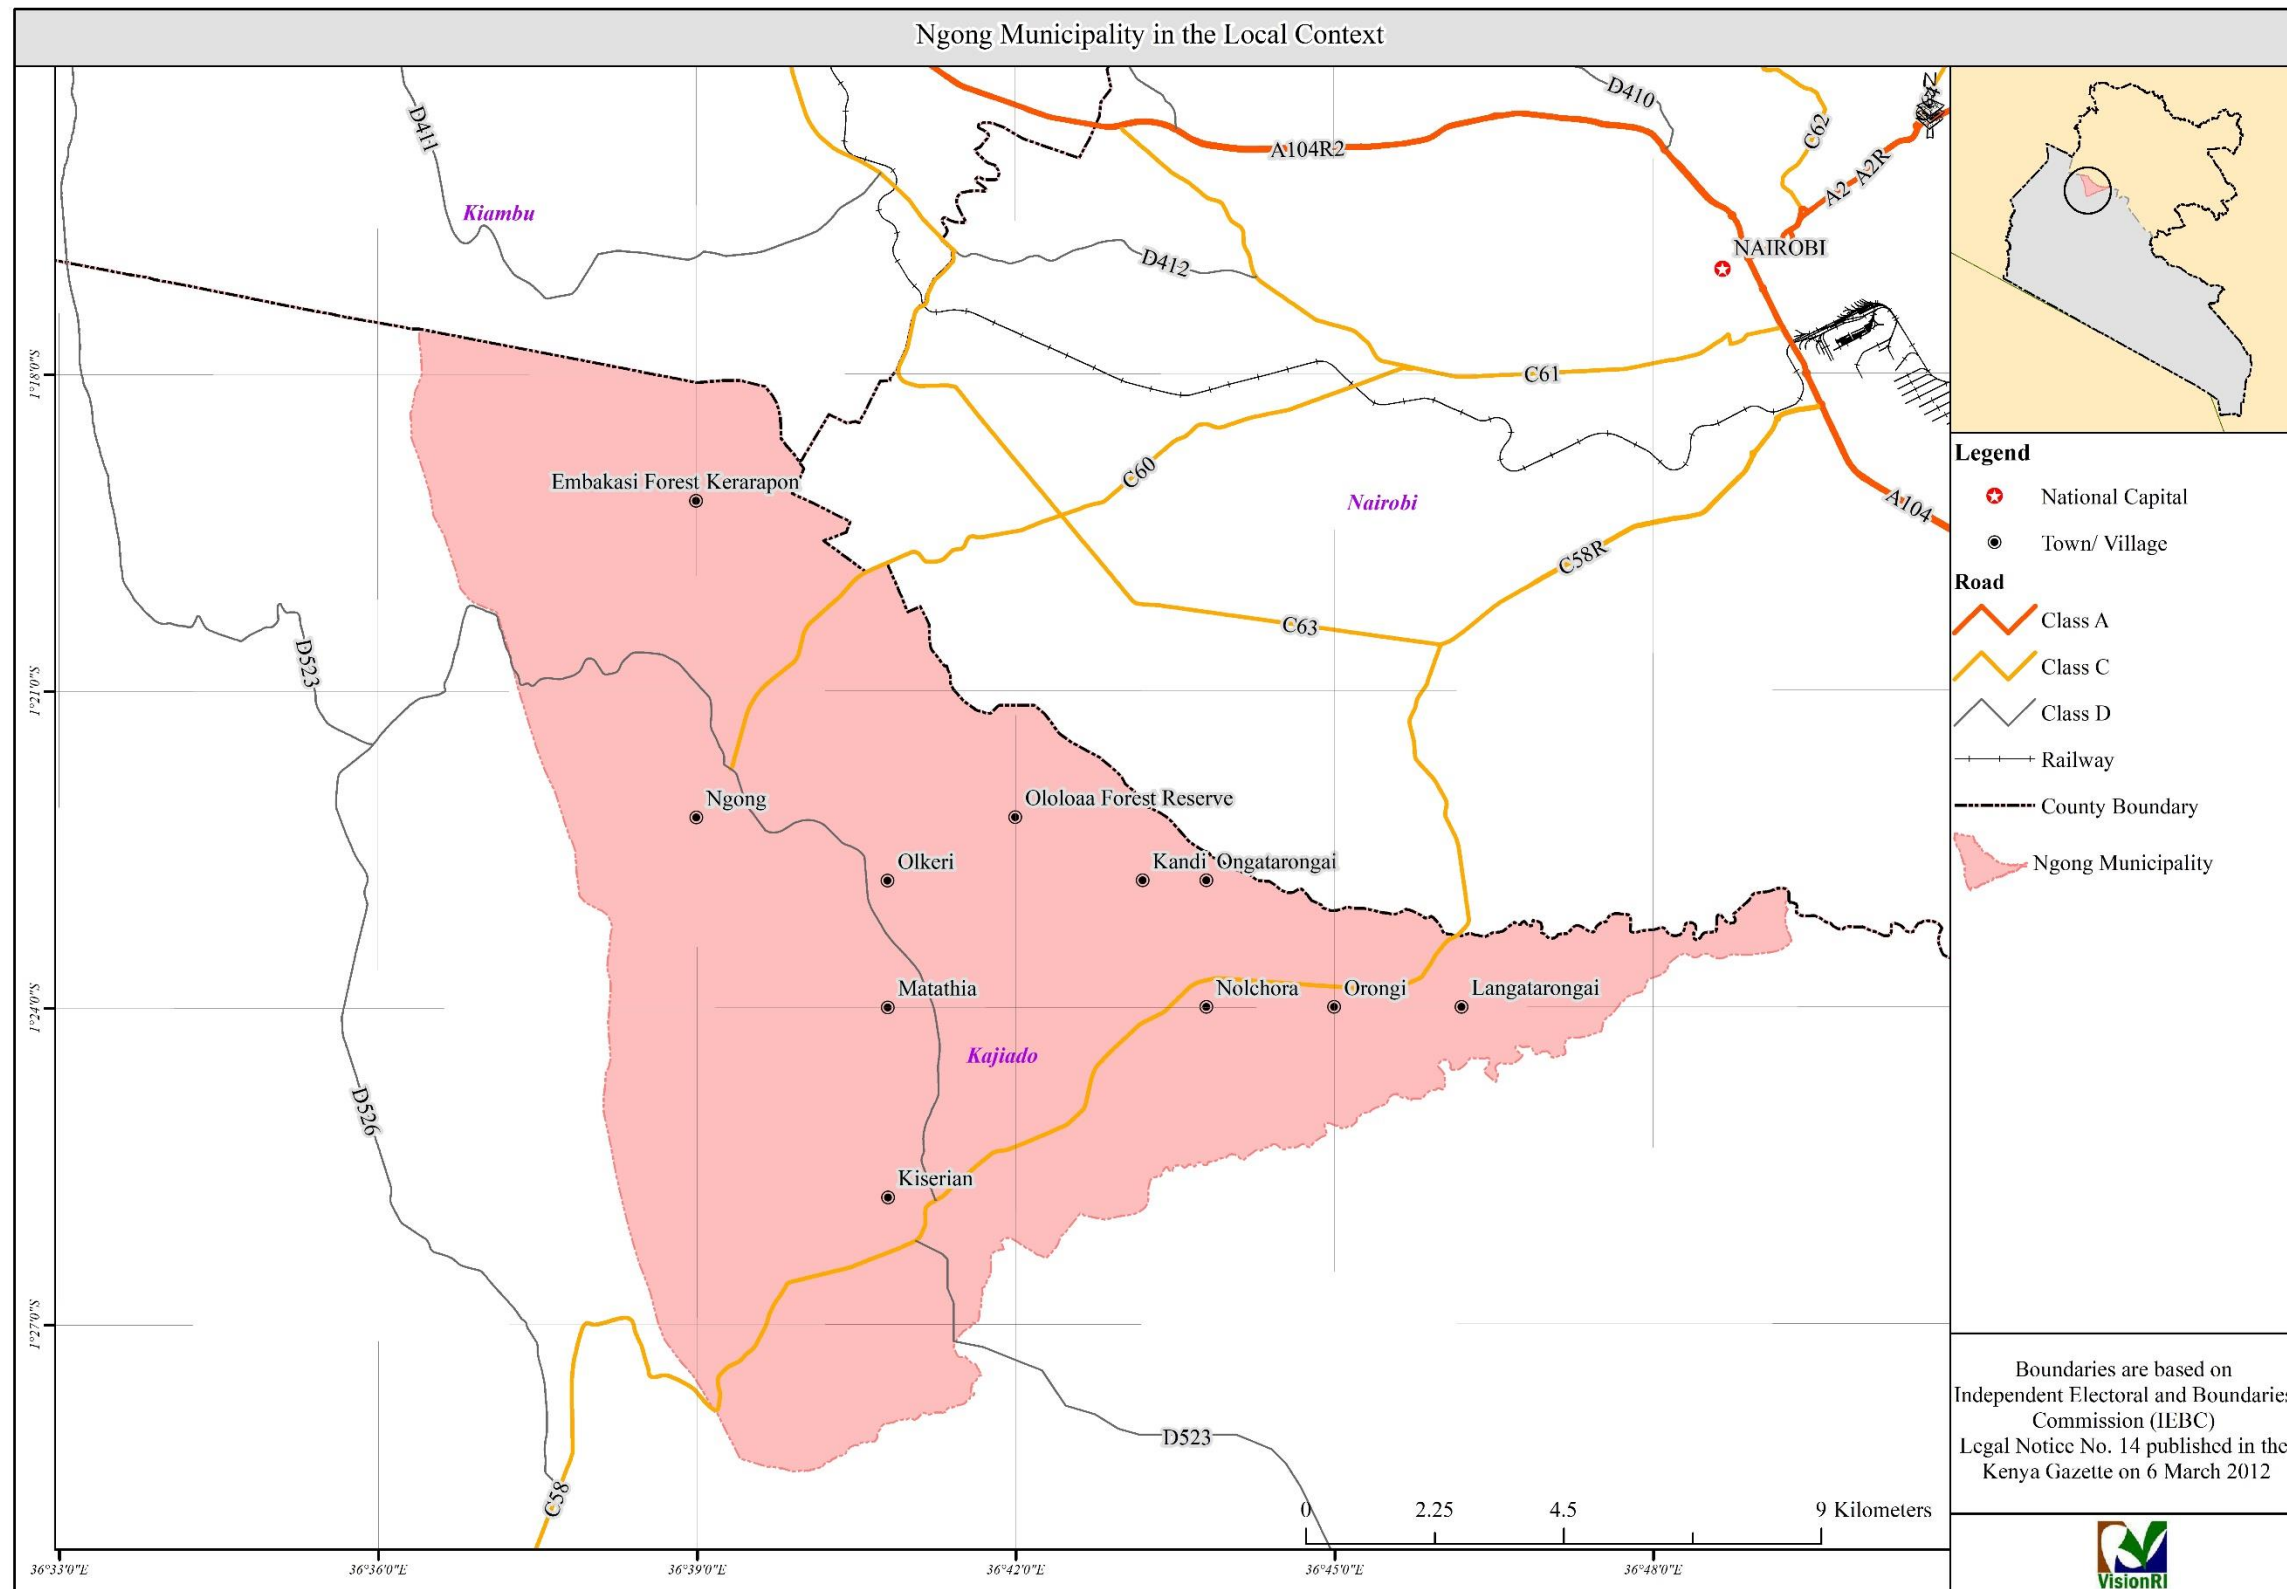 Ngong Municipality in the Local Context
D411
D410
C62
N
A104R2
A2
A2R
Kiambu
D412
NAIROBI
1°18'0"S
C61
C60
Embakasi Forest Kerarapon
Nairobi
A104
C58R
C63
D523
1°21'0"S
Ngong
Ololoaa Forest Reserve
Olkeri
Kandi
Ongatarongai
Matathia
Nolchora
Orongi
Langatarongai
1°24'0"S
Kajiado
D526
Kiserian
1°27'0"S
D523
C58
0
2.25
4.5
9 Kilometers
36°33'0"E
36°36'0"E
36°39'0"E
36°42'0"E
36°45'0"E
36°48'0"E
Legend
National Capital
Town/ Village
Road
Class A
Class C
Class D
Railway
County Boundary
Ngong Municipality
Boundaries are based on
Independent Electoral and Boundaries
Commission (IEBC)
Legal Notice No. 14 published in the
Kenya Gazette on 6 March 2012
VisionRI